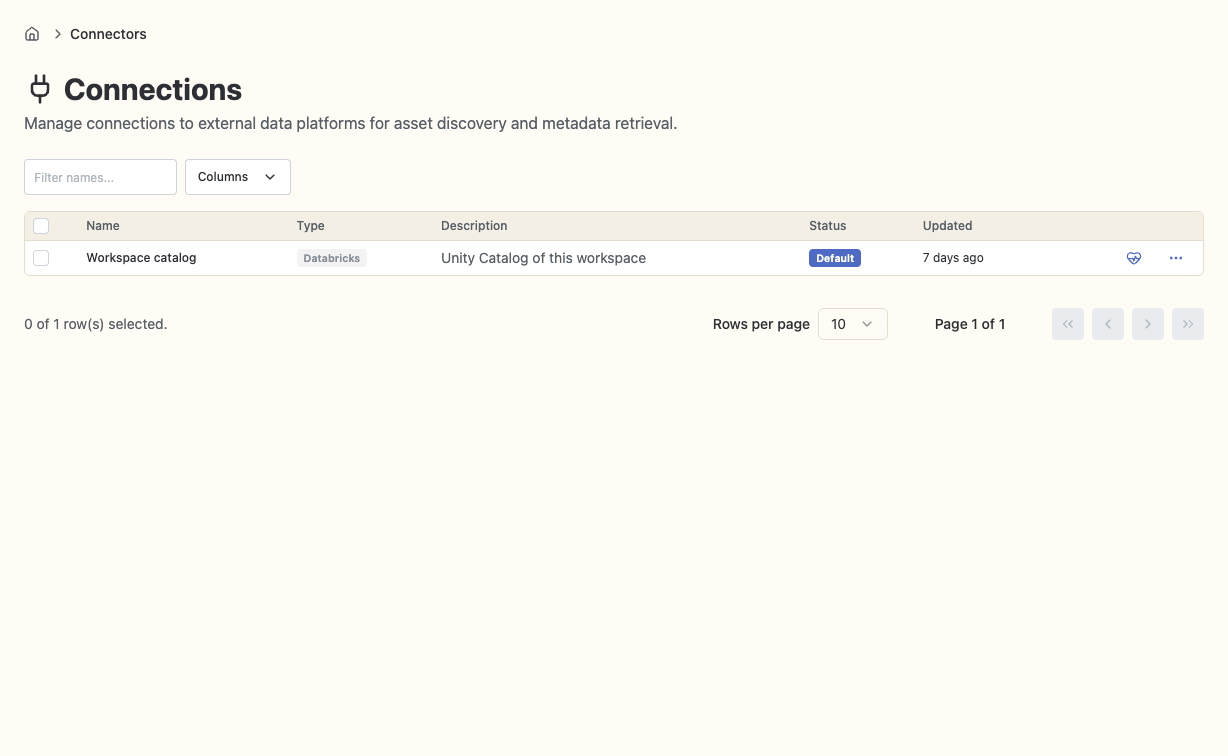 Connectors
Connections
Manage connections to external data platforms for asset discovery and metadata retrieval.
Filter names...
Columns
Name Type Description Status Updated
Workspace catalog Databricks Unity Catalog of this workspace Default 7 days ago
0 of 1 row(s) selected. Rows per page 10 Page 1 of 1